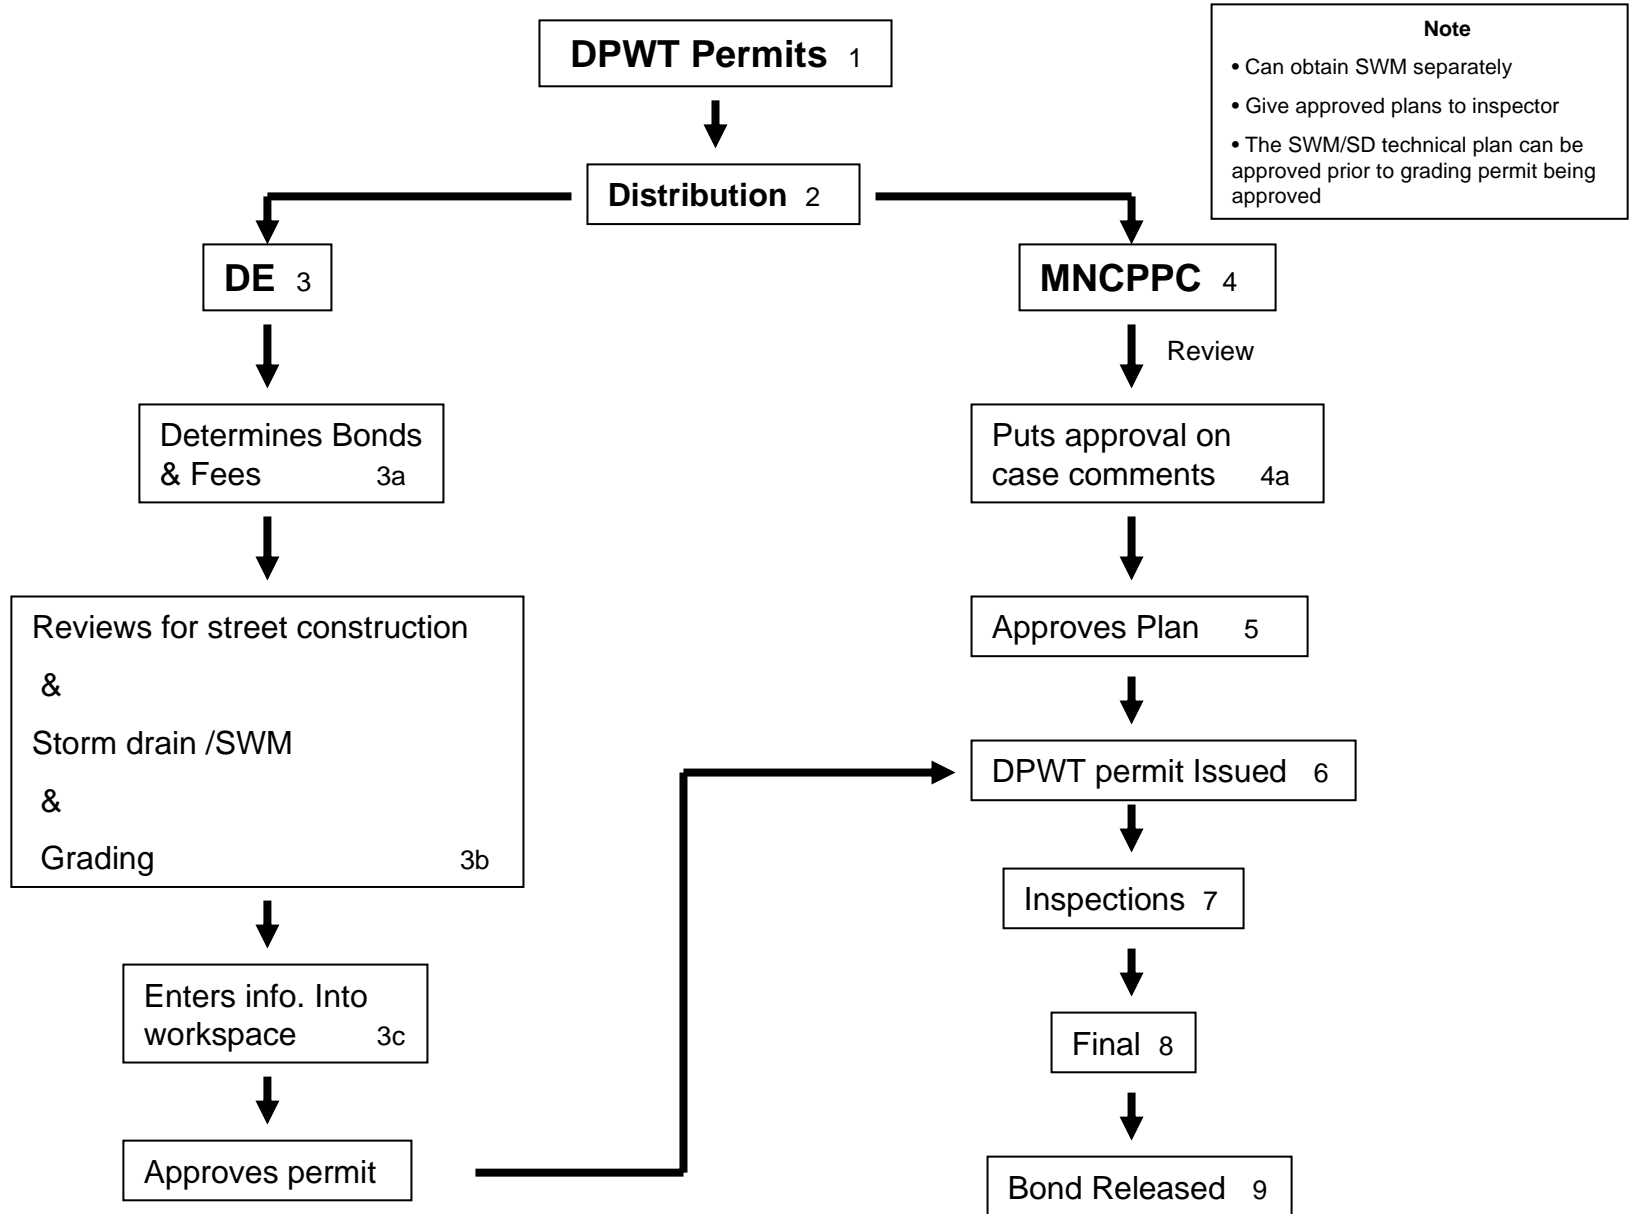 DPWT Permits 1
Note
• Can obtain SWM separately
• Give approved plans to inspector
• The SWM/SD technical plan can be
approved prior to grading permit being
approved
Distribution 2
DE 3
MNCPPC 4
Review
Determines Bonds
& Fees 3a
Puts approval on
case comments 4a
Reviews for street construction
&
Storm drain /SWM
&
Grading 3b
Approves Plan 5
DPWT permit Issued 6
Inspections 7
Enters info. Into
workspace 3c
Final 8
Approves permit
Bond Released 9